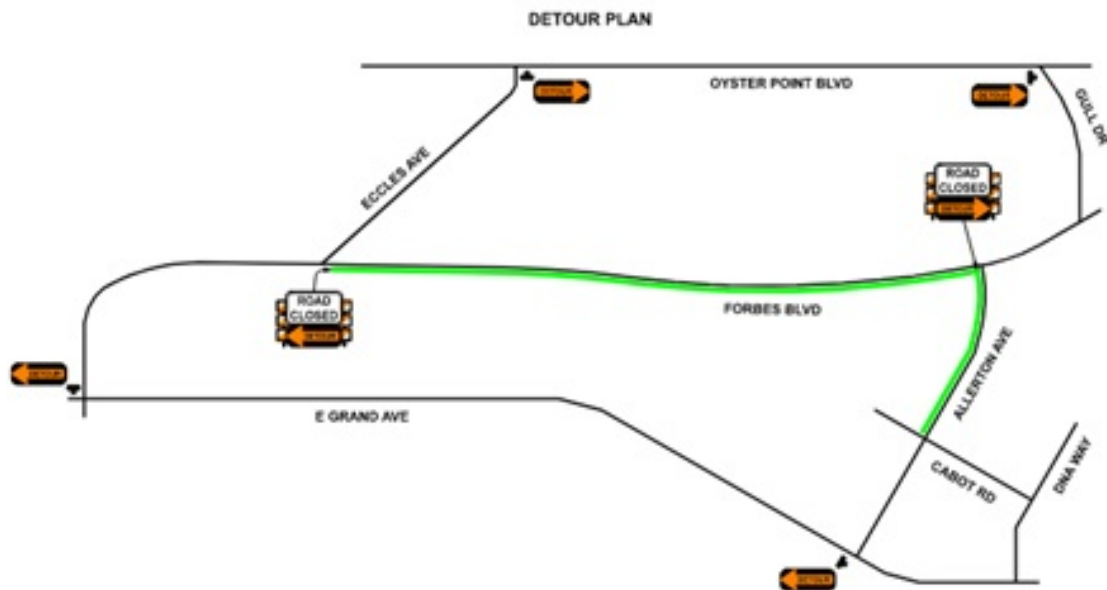 DETOUR PLAN
OYSTER POINT BLVD
DETOUR
DETOUR
GULL DR
ECCLES AVE
ROAD
CLOSED
DETOUR
ROAD
CLOSED
DETOUR
FORBES BLVD
ALLERTON AVE
DETOUR
E GRAND AVE
CABOT RD
DNA WAY
DETOUR